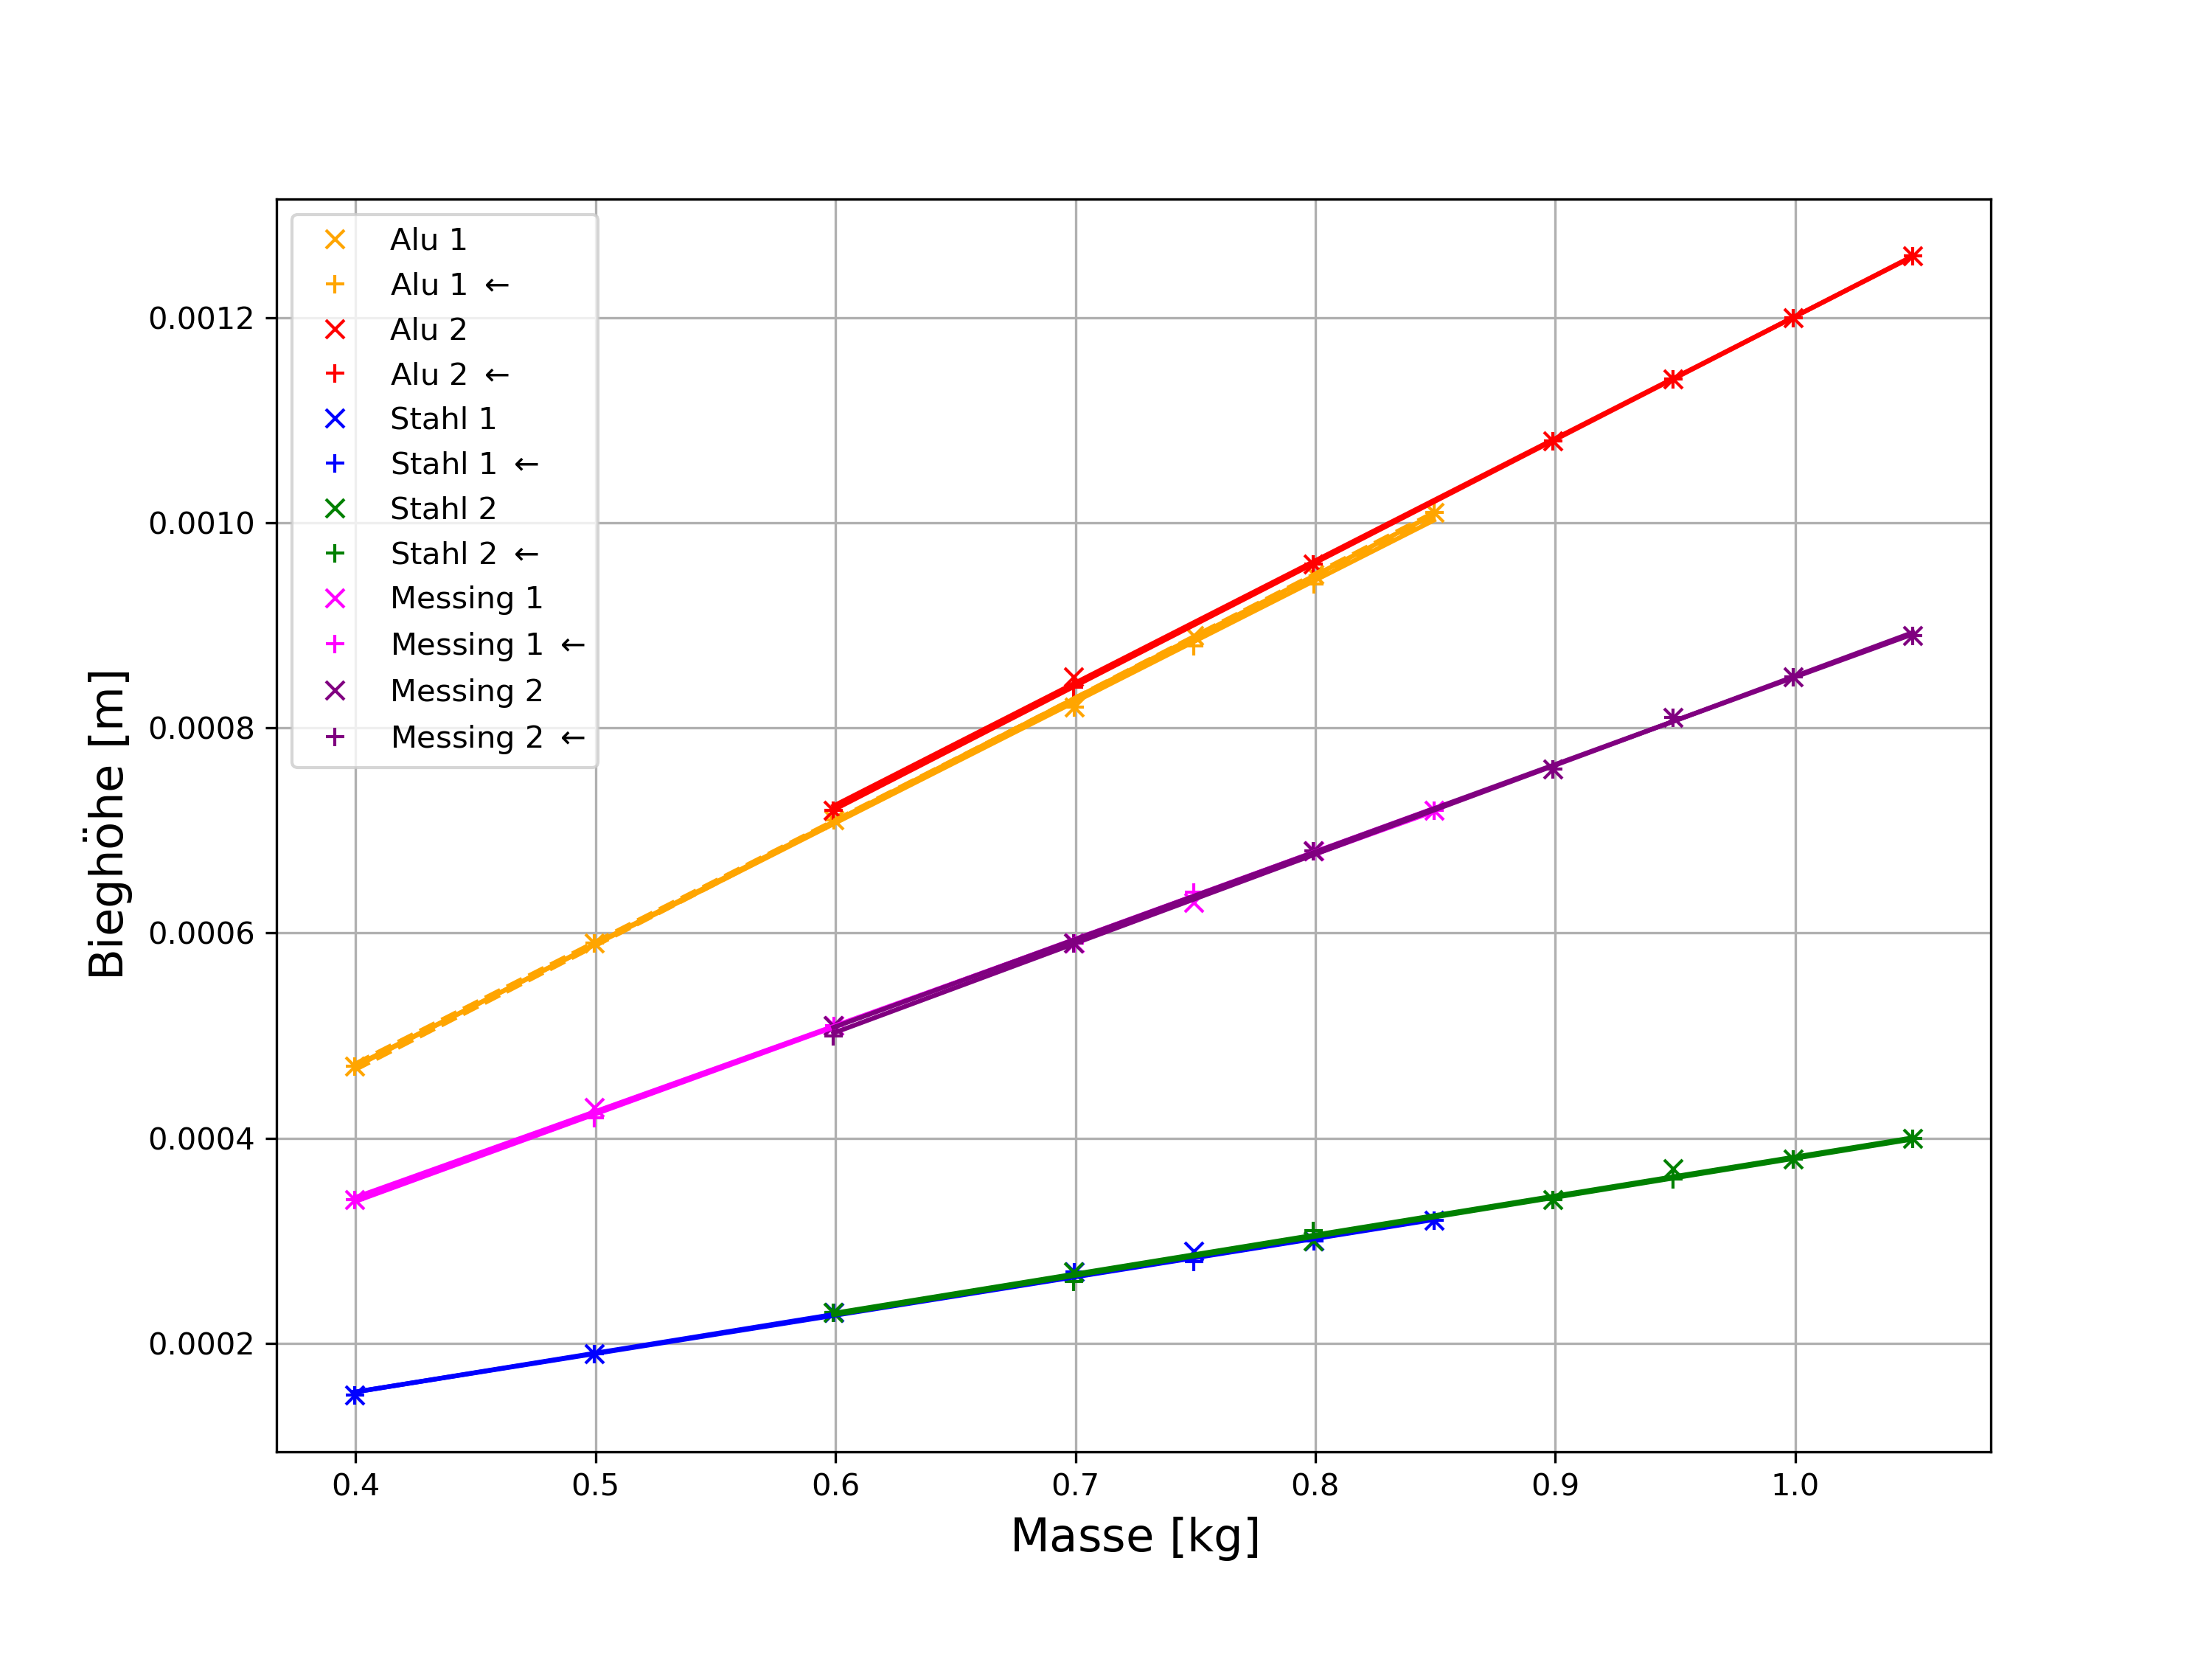 Alu 1
Alu 1 ←
Alu 2
Alu 2 ←
Stahl 1
Stahl 1 ←
Stahl 2
Stahl 2 ←
Messing 1
Messing 1 ←
Messing 2
Messing 2 ←
0.0012
0.0010
0.0008
0.0006
0.0004
0.0002
Bieghöhe [m]
0.4 0.5 0.6 0.7 0.8 0.9 1.0
Masse [kg]